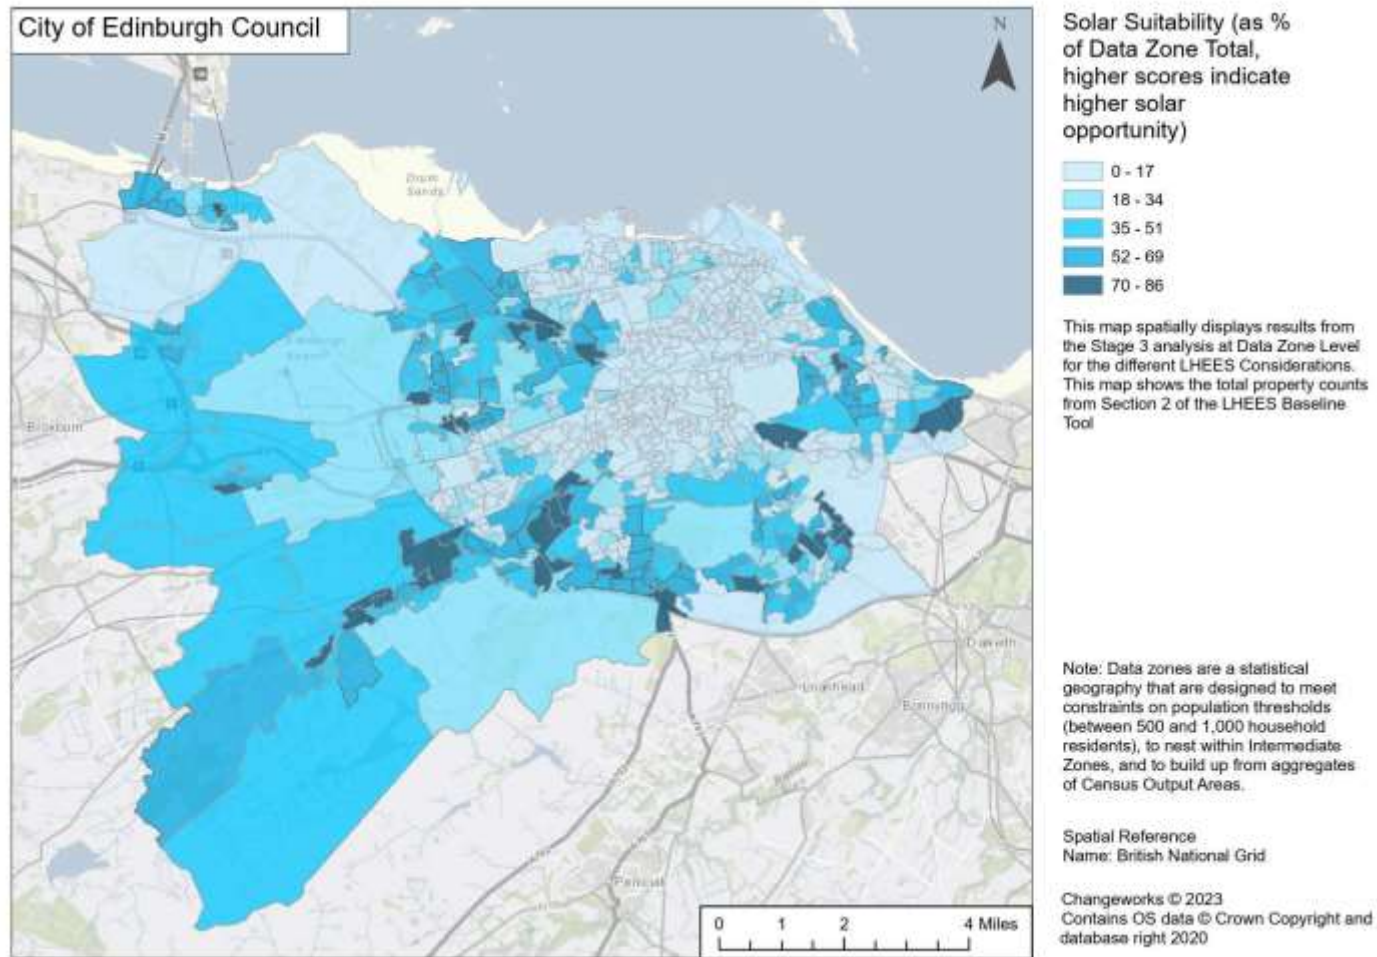 City of Edinburgh Council
N
Drum
Sands
Broxburn
Dalkeith
Loanhead
Bonnyrigg
Penicuik
0 1 2 4 Miles
Solar Suitability (as %
of Data Zone Total,
higher scores indicate
higher solar
opportunity)
0 - 17
18 - 34
35 - 51
52 - 69
70 - 86
This map spatially displays results from
the Stage 3 analysis at Data Zone Level
for the different LHEES Considerations.
This map shows the total property counts
from Section 2 of the LHEES Baseline
Tool
Note: Data zones are a statistical
geography that are designed to meet
constraints on population thresholds
(between 500 and 1,000 household
residents), to nest within Intermediate
Zones, and to build up from aggregates
of Census Output Areas.
Spatial Reference
Name: British National Grid
Changeworks © 2023
Contains OS data © Crown Copyright and
database right 2020